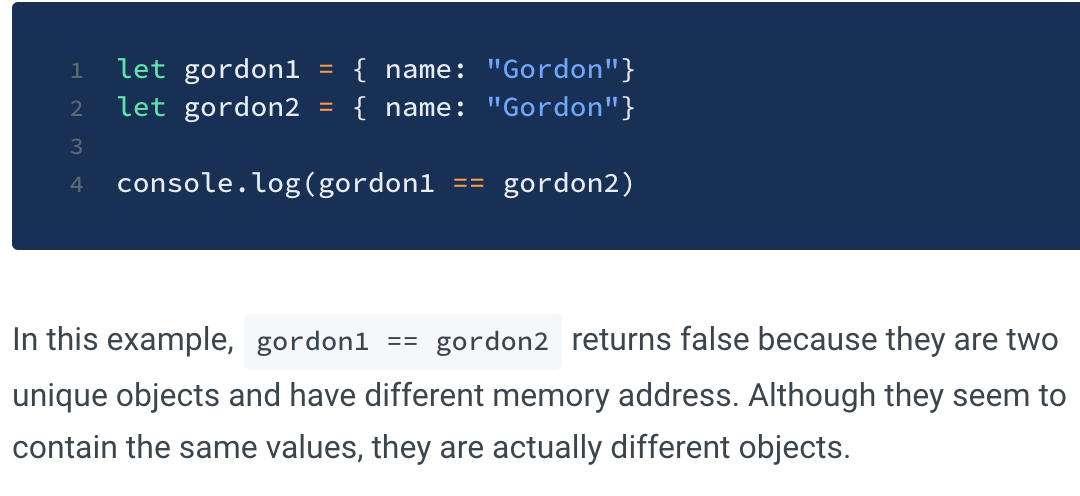 1 let gordon1 = { name: "Gordon"}
2 let gordon2 = { name: "Gordon"}
3
4 console.log(gordon1 == gordon2)
In this example, gordon1 == gordon2 returns false because they are two
unique objects and have different memory address. Although they seem to
contain the same values, they are actually different objects.